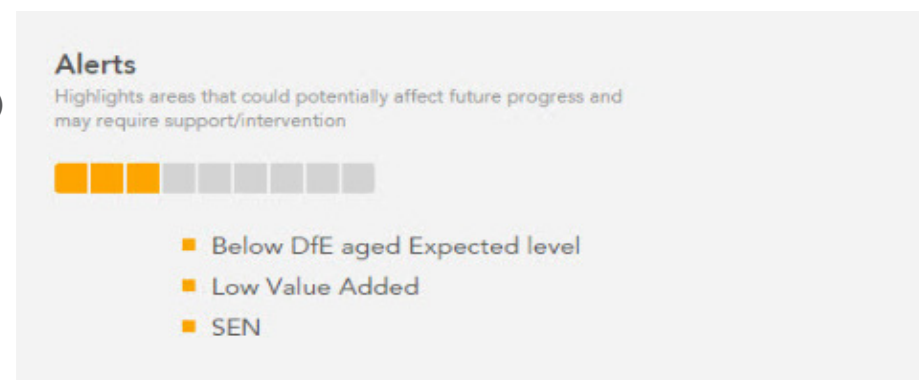 Alerts
Highlights areas that could potentially affect future progress and
may require support/intervention
Below DfE aged Expected level
Low Value Added
SEN